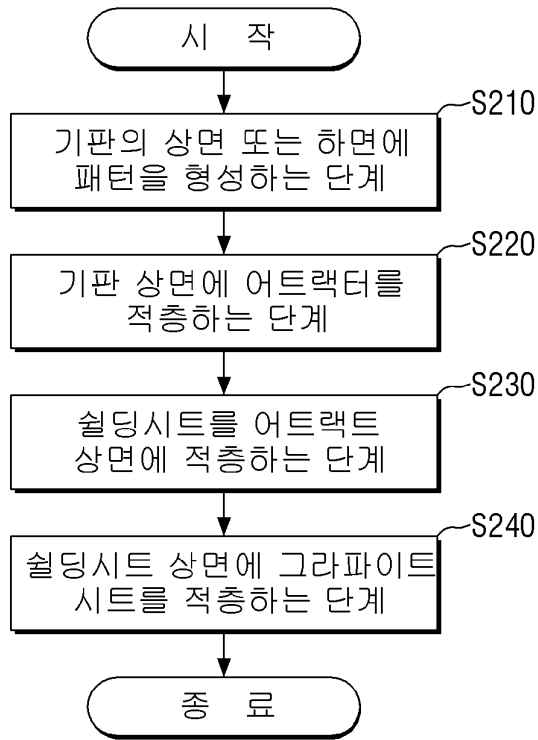 시 작
S210
기판의 상면 또는 하면에
패턴을 형성하는 단계
S220
기판 상면에 어트랙터를
적층하는 단계
S230
쉴딩시트를 어트랙트
상면에 적층하는 단계
S240
쉴딩시트 상면에 그라파이트
시트를 적층하는 단계
종 료